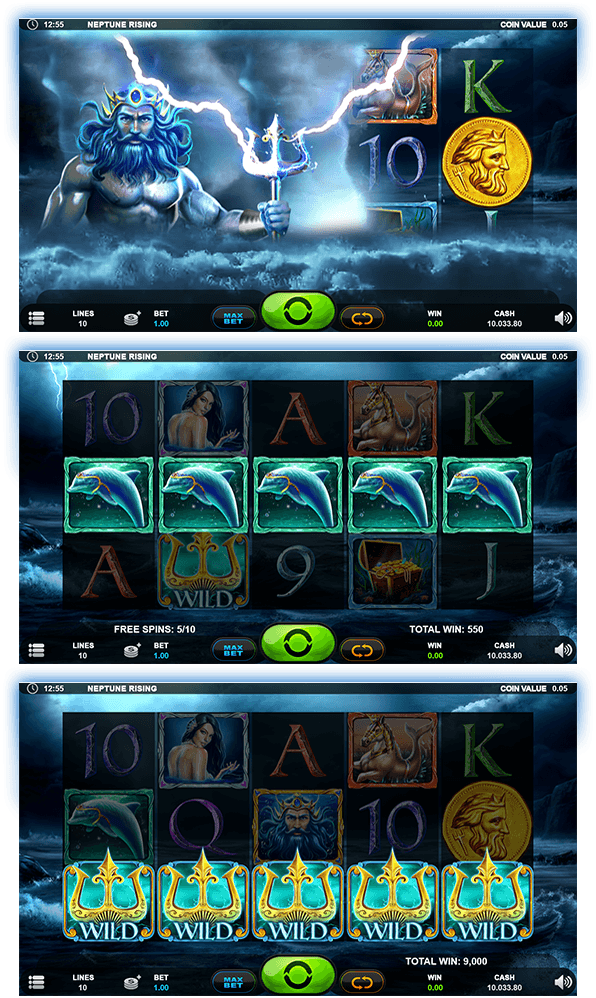 12:55 NEPTUNE RISING COIN VALUE 0.05
K
10
J
LINES BET MAX BET WIN CASH
10 1.00 0.00 10.033.80
12:55 NEPTUNE RISING COIN VALUE 0.05
10 A K
A WILD 9 J
FREE SPINS: 5/10 TOTAL WIN: 550
LINES BET MAX BET WIN CASH
10 1.00 0.00 10.033.80
12:55 NEPTUNE RISING COIN VALUE 0.05
10 A K
Q 10
WILD WILD WILD WILD WILD
TOTAL WIN: 9,000
LINES BET MAX BET WIN CASH
10 1.00 0.00 10.033.80